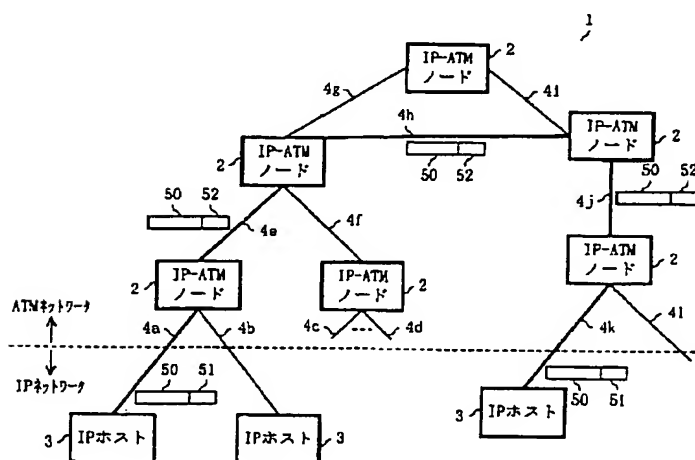 1
IP-ATM
ノード
2
4g
4i
4h
IP-ATM
ノード
2
50 52
IP-ATM
ノード
2
50 52
4j
50 52
4e
4f
IP-ATM
ノード
2
IP-ATM
ノード
2
IP-ATM
ノード
2
ATMネットワーク
4a
4b
4c
4d
4k
4l
IPネットワーク
50 51
50 51
IPホスト
3
IPホスト
3
IPホスト
3